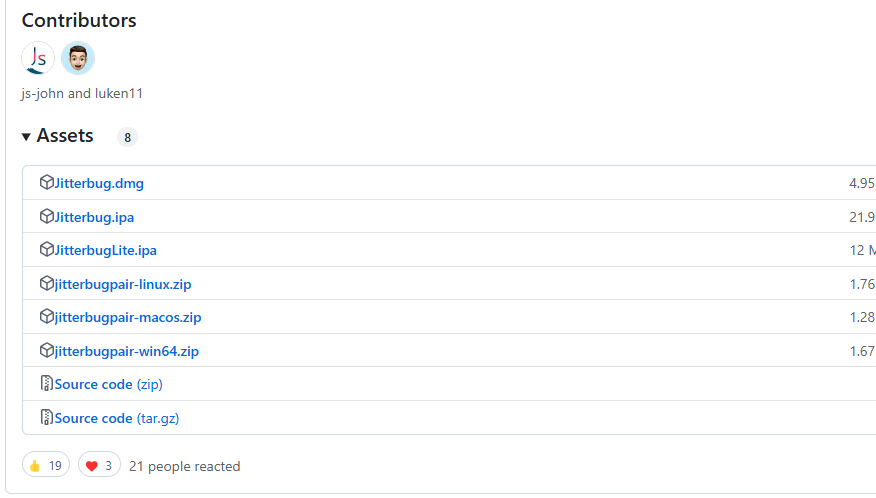 Contributors
Js
js-john and luken11
Assets 8
Jitterbug.dmg 4.95
Jitterbug.ipa 21.9
JitterbugLite.ipa 12 M
jitterbugpair-linux.zip 1.76
jitterbugpair-macos.zip 1.28
jitterbugpair-win64.zip 1.67
Source code (zip)
Source code (tar.gz)
19 3 21 people reacted